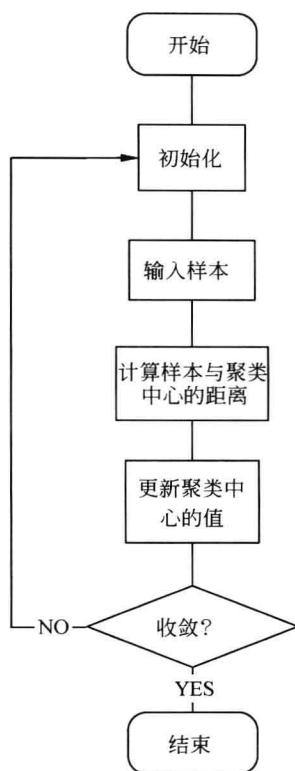 开始
初始化
输入样本
计算样本与聚类
中心的距离
更新聚类中
心的值
收敛?
NO
YES
结束